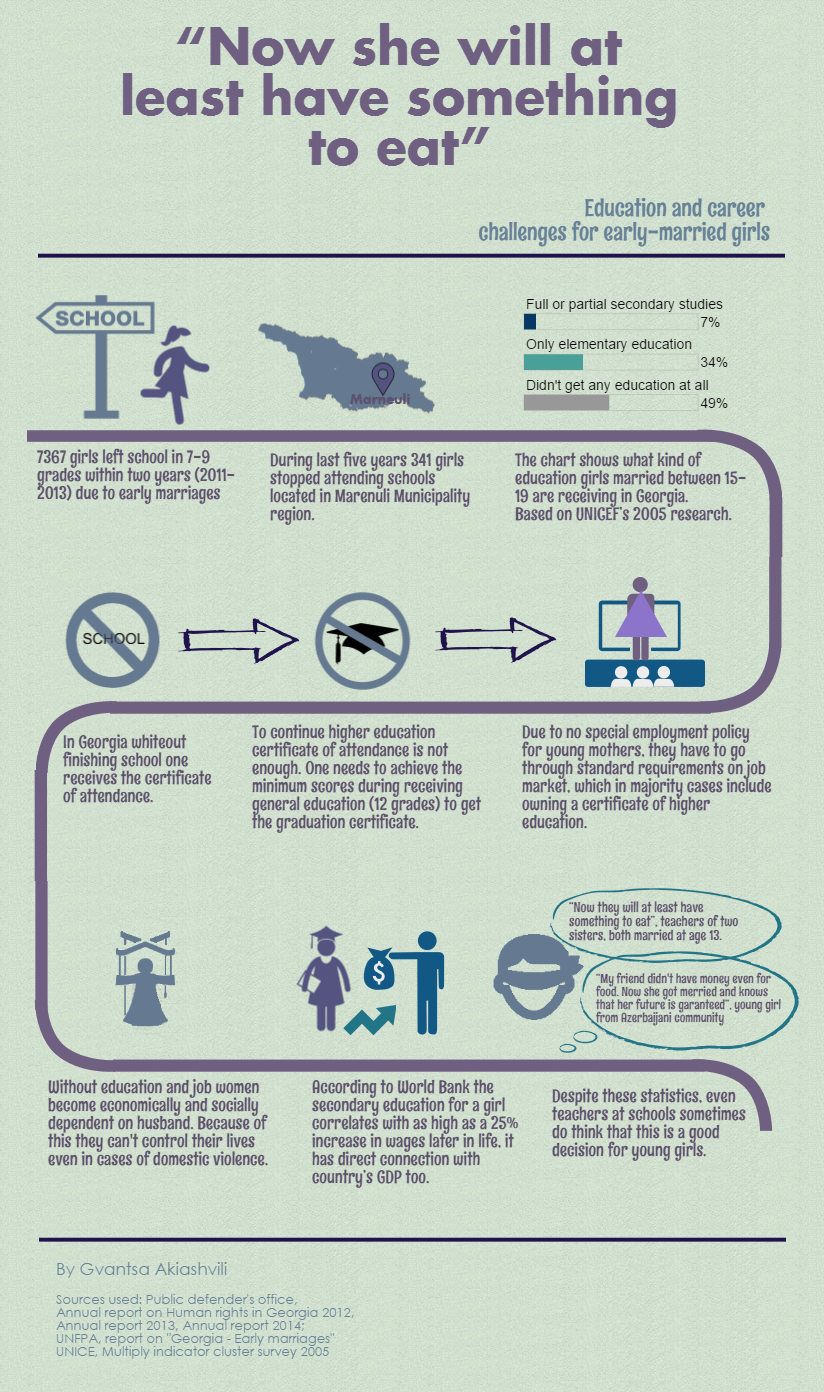 “Now she will at
least have something
to eat”
Education and career
challenges for early-married girls
SCHOOL
Marneuli
Full or partial secondary studies
7%
Only elementary education
34%
Didn't get any education at all
49%
7367 girls left school in 7-9
grades within two years (2011-
2013) due to early marriages
During last five years 341 girls
stopped attending schools
located in Marenuli Municipality
region.
The chart shows what kind of
education girls married between 15-
19 are receiving in Georgia.
Based on UNICEF's 2005 research.
SCHOOL
In Georgia whiteout
finishing school one
receives the certificate
of attendance.
To continue higher education
certificate of attendance is not
enough. One needs to achieve the
minimum scores during receiving
general education (12 grades) to get
the graduation certificate.
Due to no special employment policy
for young mothers, they have to go
through standard requirements on job
market, which in majority cases include
owning a certificate of higher
education.
$
"Now they will at least have
something to eat", teachers of two
sisters, both married at age 13.
"My friend didn't have money even for
food. Now she got merried and knows
that her future is garanteed", young girl
from Azerbaijani community
Without education and job women
become economically and socially
dependent on husband. Because of
this they can't control their lives
even in cases of domestic violence.
According to World Bank the
secondary education for a girl
correlates with as high as a 25%
increase in wages later in life, it
has direct connection with
country's GDP too.
Despite these statistics, even
teachers at schools sometimes
do think that this is a good
decision for young girls.
By Gvantsa Akiashvili
Sources used: Public defender's office,
Annual report on Human rights in Georgia 2012,
Annual report 2013, Annual report 2014;
UNFPA, report on "Georgia - Early marriages"
UNICE, Multiply indicator cluster survey 2005